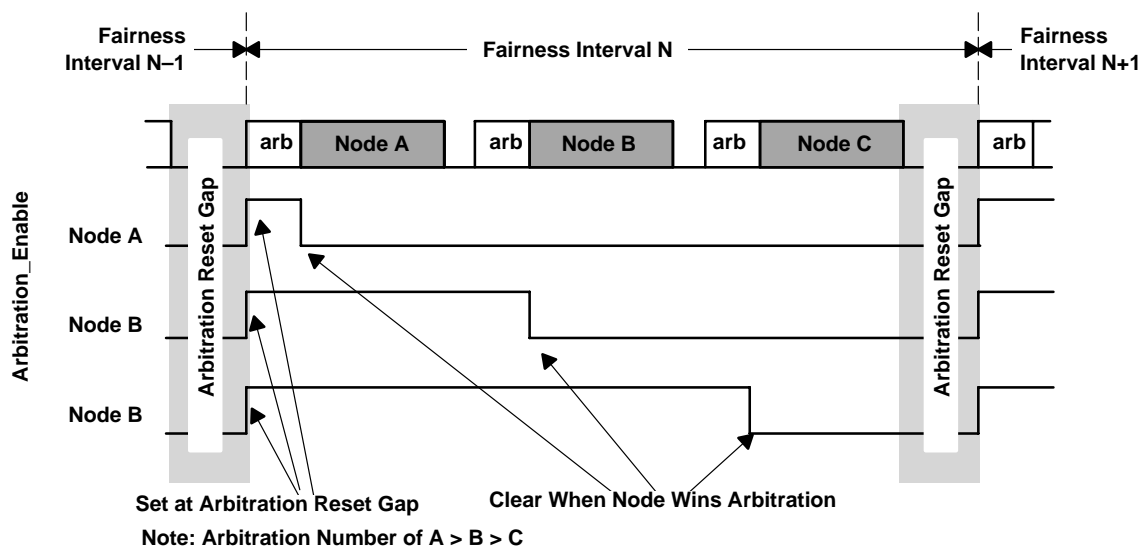 Fairness
Interval N–1
Fairness Interval N
Fairness
Interval N+1
arb
Node A
arb
Node B
arb
Node C
arb
Arbitration_Enable
Arbitration Reset Gap
Arbitration Reset Gap
Node A
Node B
Node B
Set at Arbitration Reset Gap
Clear When Node Wins Arbitration
Note: Arbitration Number of A > B > C